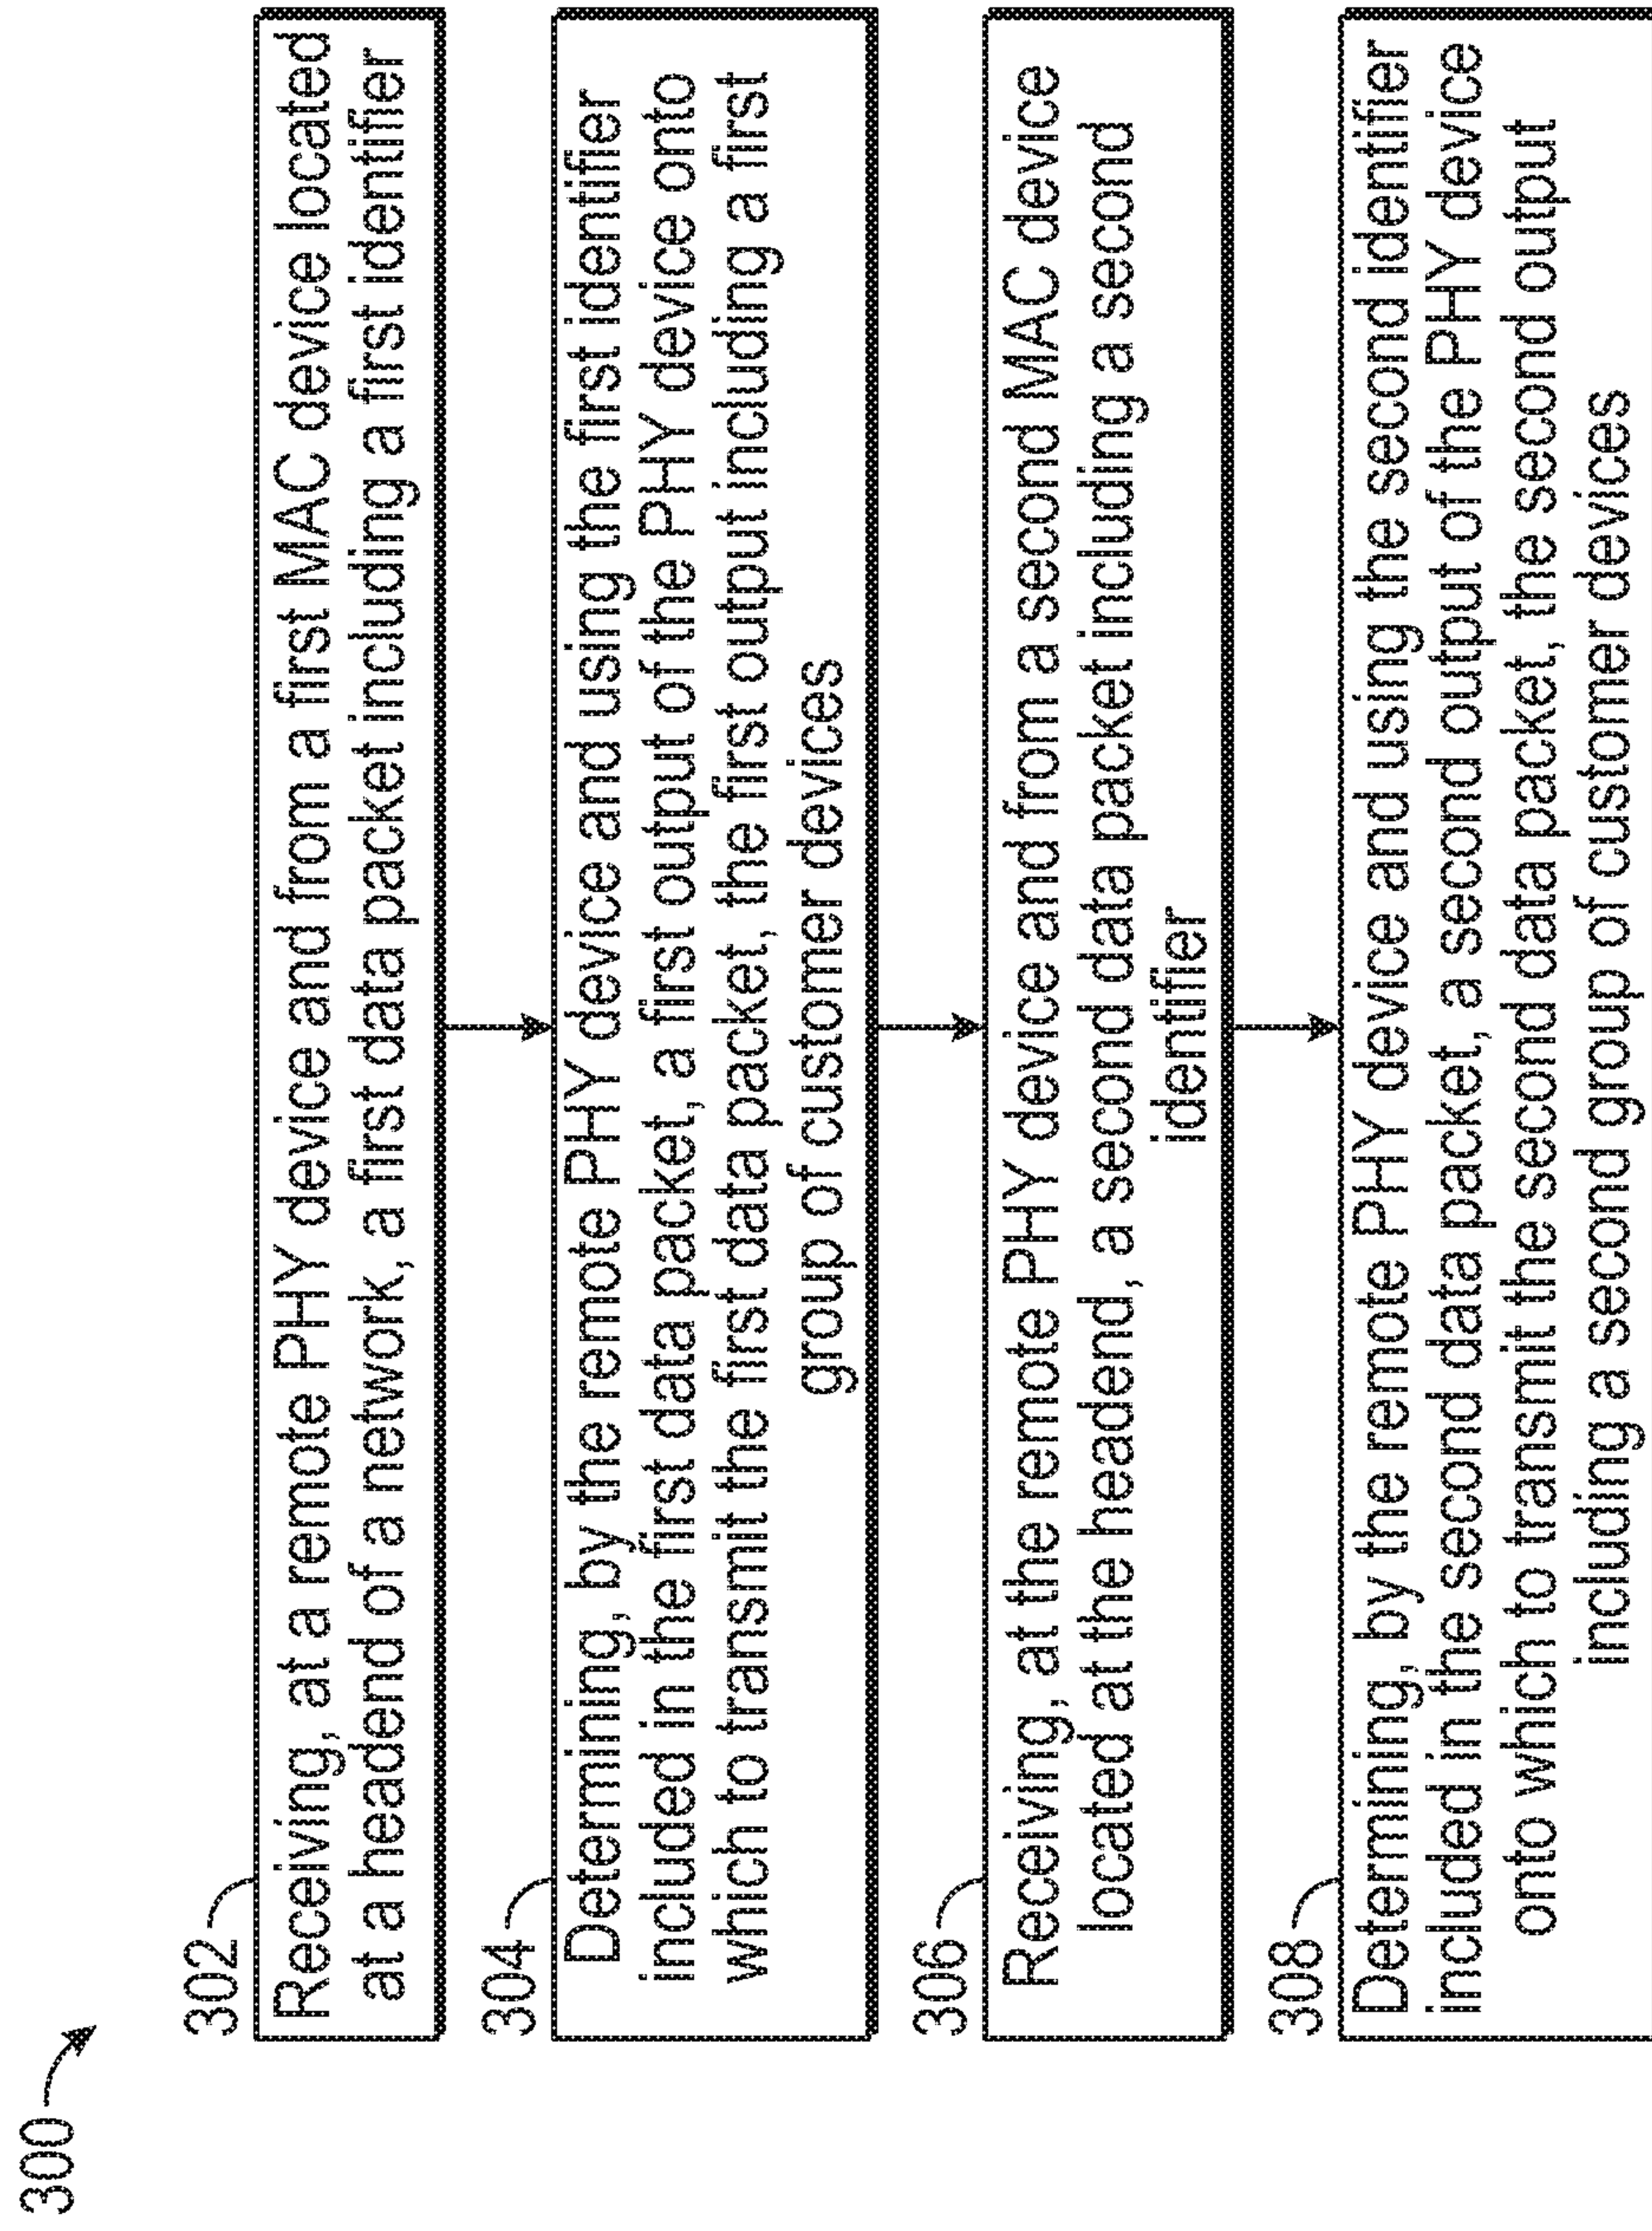 300
302
Receiving, at a remote PHY device and from a first MAC device located
at a headend of a network, a first data packet including a first identifier
304
Determining, by the remote PHY device and using the first identifier
included in the first data packet, a first output of the PHY device onto
which to transmit the first data packet, the first output including a first
group of customer devices
306
Receiving, at the remote PHY device and from a second MAC device
located at the headend, a second data packet including a second
identifier
308
Determining, by the remote PHY device and using the second identifier
included in the second data packet, a second output of the PHY device
onto which to transmit the second data packet, the second output
including a second group of customer devices